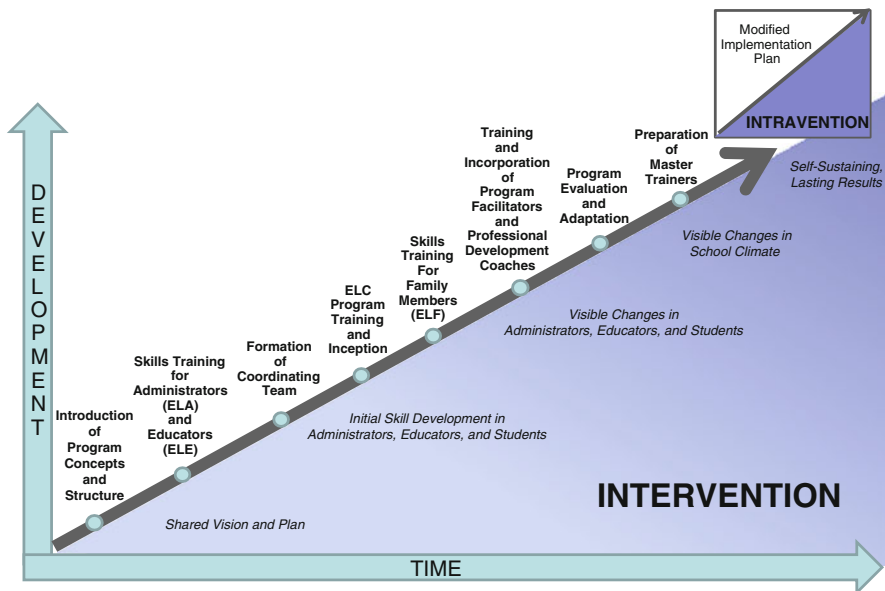 Modified
Implementation
Plan
INTRAVENTION
DEVELOPMENT
Introduction
of
Program
Concepts
and
Structure
Skills Training
for
Administrators
(ELA)
and
Educators
(ELE)
Formation
of
Coordinating
Team
ELC
Program
Training
and
Inception
Skills
Training
For
Family
Members
(ELF)
Training
and
Incorporation
of
Program
Facilitators
and
Professional
Development
Coaches
Program
Evaluation
and
Adaptation
Preparation
of
Master
Trainers
Self-Sustaining,
Lasting Results
Visible Changes in
School Climate
Visible Changes in
Administrators, Educators, and Students
Initial Skill Development in
Administrators, Educators, and Students
Shared Vision and Plan
INTERVENTION
TIME